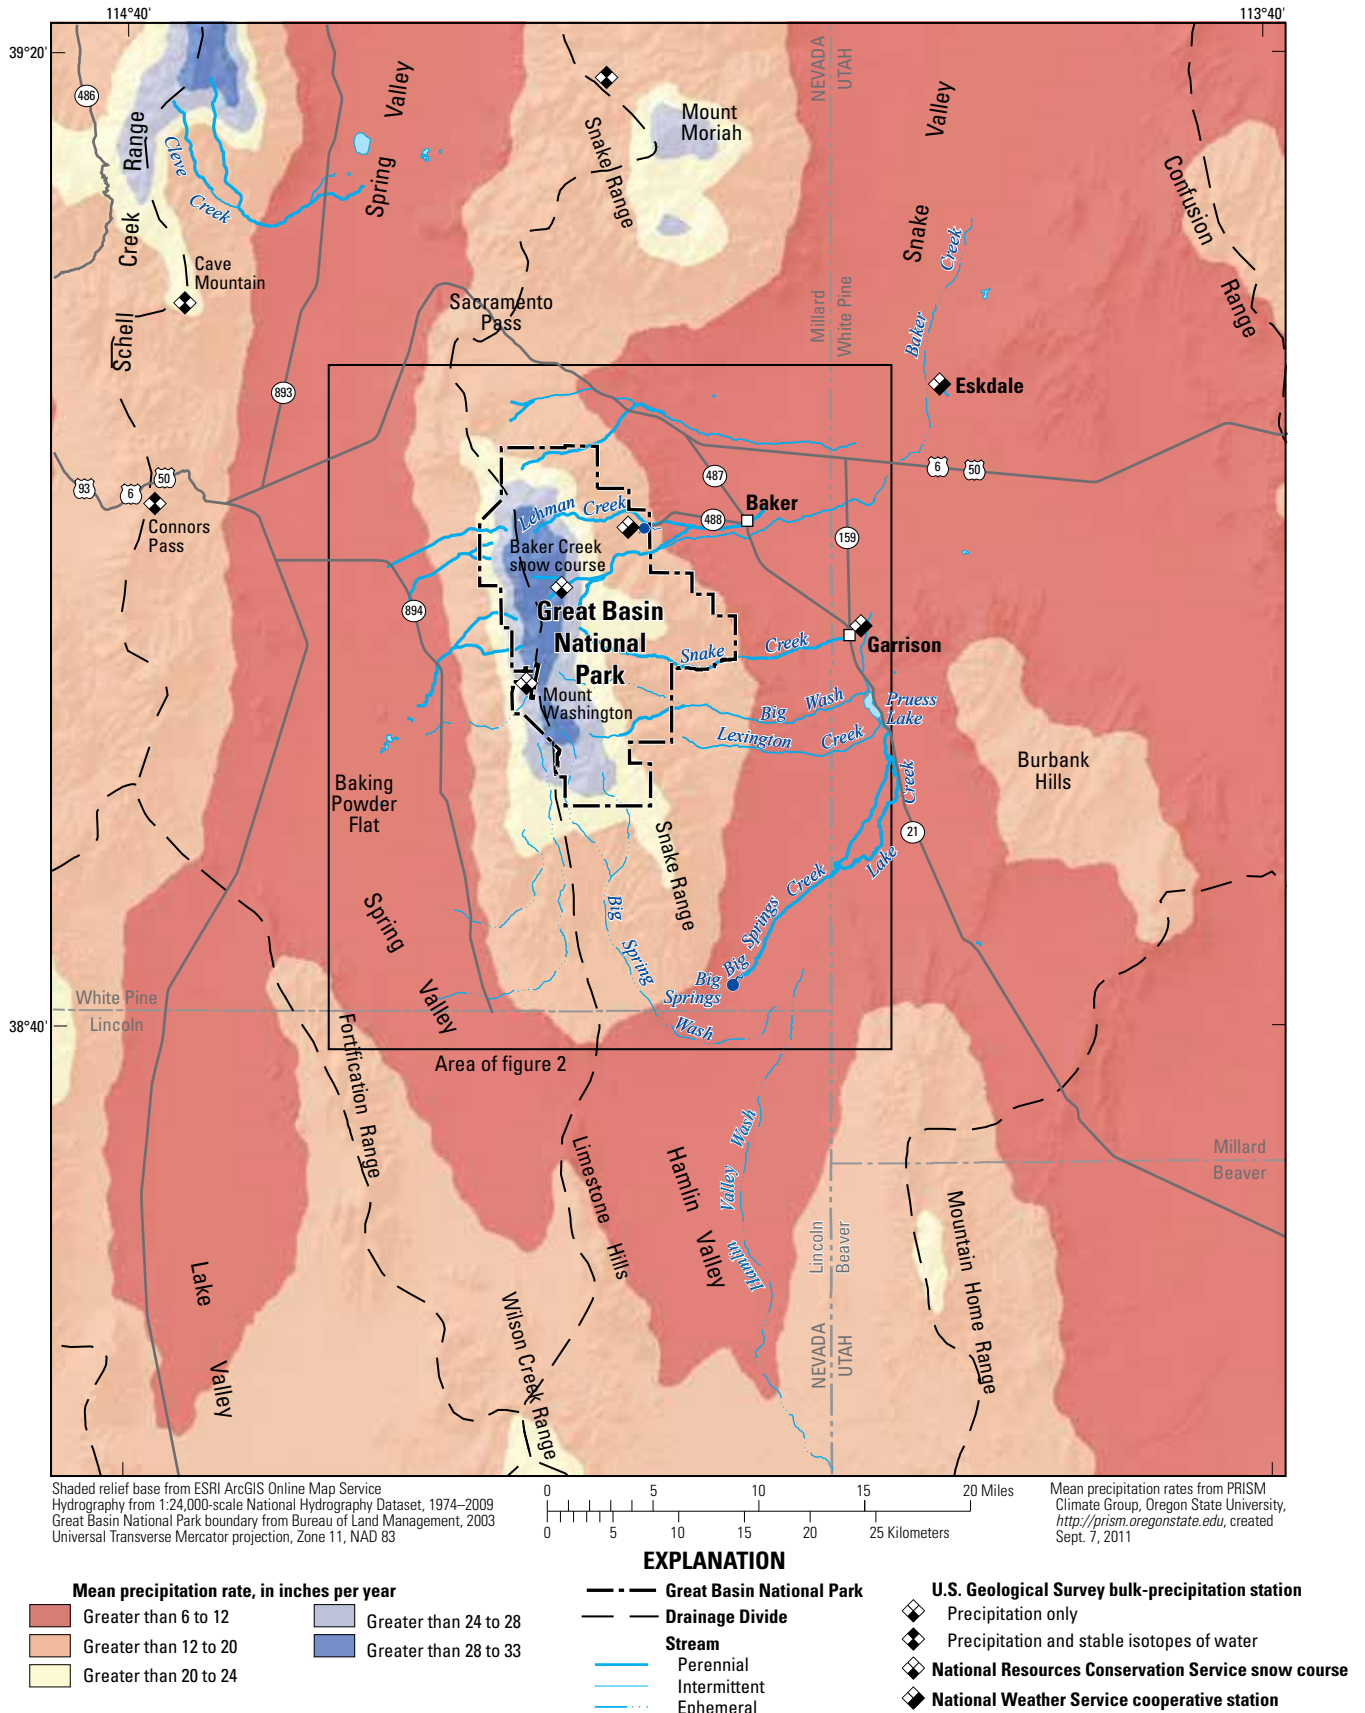 114°40'
113°40'
39°20'
486
Schell Creek Range
Cleve Creek
Spring Valley
Cave Mountain
Snake Range
Mount
Moriah
NEVADA
UTAH
Snake Valley
Confusion Range
Sacramento
Pass
Millard
White Pine
Baker Creek
Eskdale
893
93
6
50
Connors
Pass
487
6
50
Lehman Creek
488
Baker
159
Baker Creek
snow course
894
Great Basin
National
Park
Snake Creek
Garrison
Mount
Washington
Big Wash
Pruess
Lake
Lexington Creek
Baking
Powder
Flat
Burbank
Hills
Snake Range
Lake Creek
21
Spring Valley
Big Spring Wash
Big Springs Creek
Big
Springs
White Pine
Lincoln
38°40'
Area of figure 2
Fortification Range
Limestone Hills
Hamlin Valley
Hamlin Valley Wash
Millard
Beaver
Lincoln
Beaver
Mountain Home Range
Lake Valley
Wilson Creek Range
NEVADA
UTAH
Shaded relief base from ESRI ArcGIS Online Map Service
Hydrography from 1:24,000-scale National Hydrography Dataset, 1974–2009
Great Basin National Park boundary from Bureau of Land Management, 2003
Universal Transverse Mercator projection, Zone 11, NAD 83
0 5 10 15 20 Miles
0 5 10 15 20 25 Kilometers
Mean precipitation rates from PRISM
Climate Group, Oregon State University,
http://prism.oregonstate.edu, created
Sept. 7, 2011
EXPLANATION
Mean precipitation rate, in inches per year
Greater than 6 to 12
Greater than 12 to 20
Greater than 20 to 24
Greater than 24 to 28
Greater than 28 to 33
Great Basin National Park
Drainage Divide
Stream
Perennial
Intermittent
Ephemeral
U.S. Geological Survey bulk-precipitation station
Precipitation only
Precipitation and stable isotopes of water
National Resources Conservation Service snow course
National Weather Service cooperative station